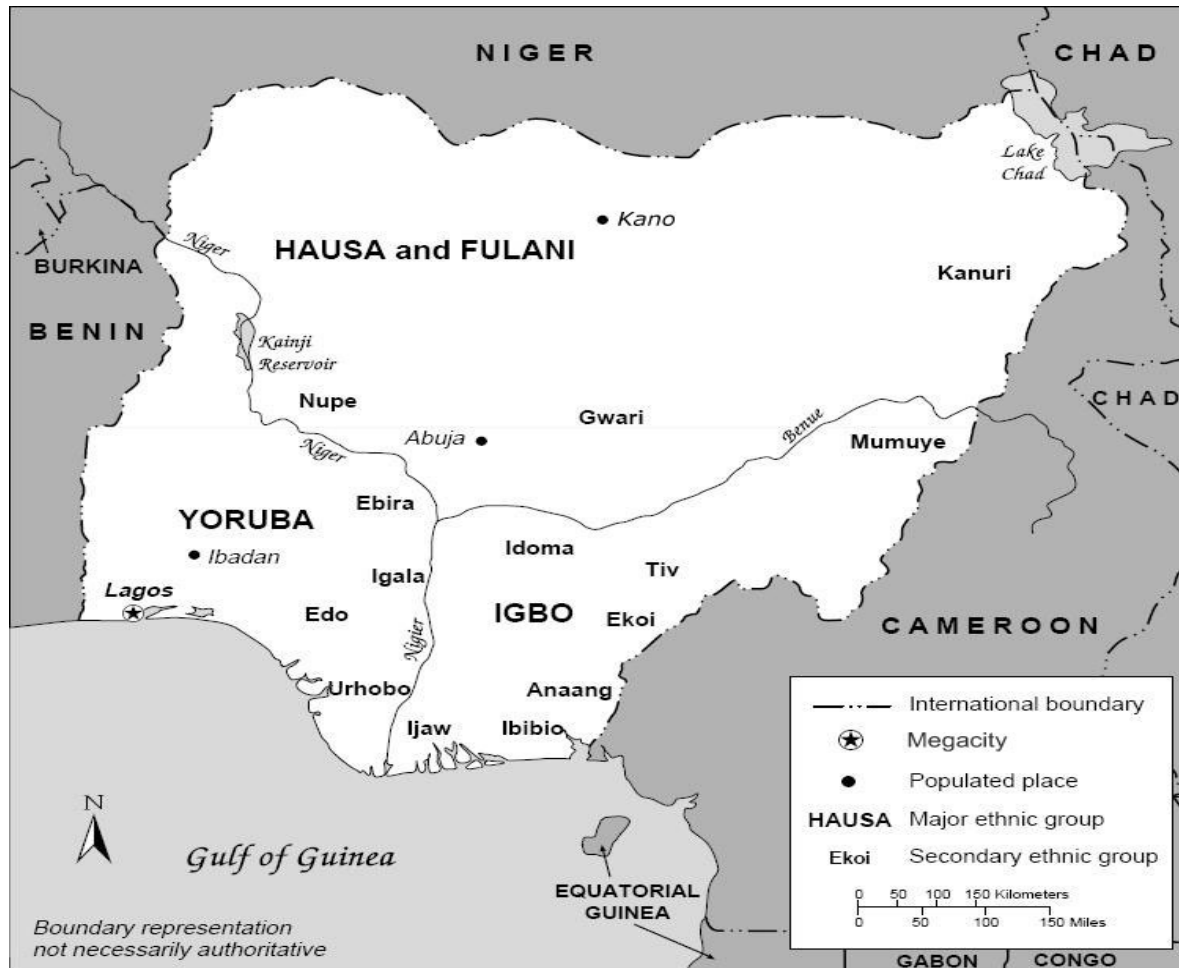 NIGER
CHAD
Lake
Chad
Kano
Niger
HAUSA and FULANI
BURKINA
Kanuri
BENIN
Kainji
Reservoir
CHAD
Nupe
Gwari
Benue
Abuja
Niger
Mumuye
Ebira
YORUBA
Idoma
Ibadan
Tiv
Igala
Lagos
Edo
IGBO
Ekoi
Nigier
CAMEROON
Urhobo
Anaang
Ijaw
Ibibio
International boundary
Megacity
Populated place
HAUSA Major ethnic group
Ekoi Secondary ethnic group
0 50 100 150 Kilometers
0 50 100 150 Miles
N
Gulf of Guinea
EQUATORIAL
GUINEA
Boundary representation
not necessarily authoritative
GABON
CONGO